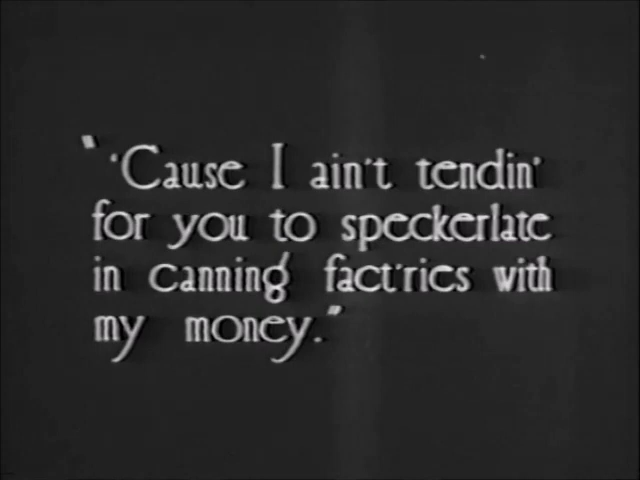 "'Cause I ain't tendin'
for you to speckerlate
in canning fact'ries with
my money."